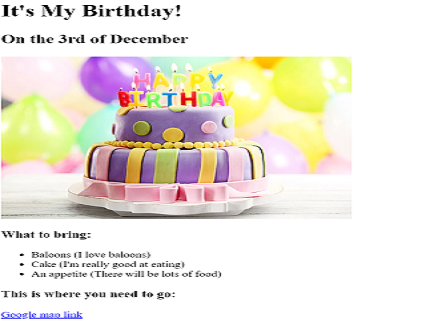 It's My Birthday!
On the 3rd of December
HAPPY
BIRTHDAY
What to bring:
Baloons (I love baloons)
Cake (I'm really good at eating)
An appetite (There will be lots of food)
This is where you need to go:
Google map link